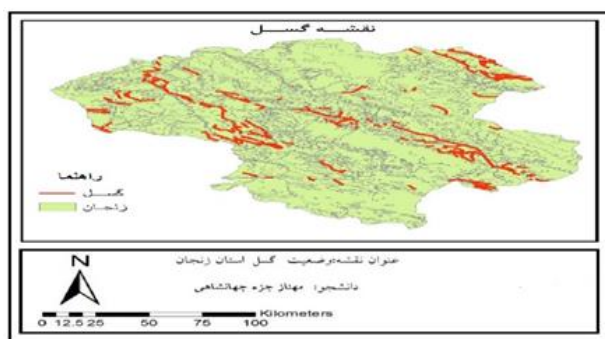 نقشه گسل
راهنما
گسل
زنجان
عنوان نقشه:وضعیت گسل استان زنجان
دانشجو: مهناز جزء جهانشاهی
N
Kilometers
0 12.5 25 50 75 100